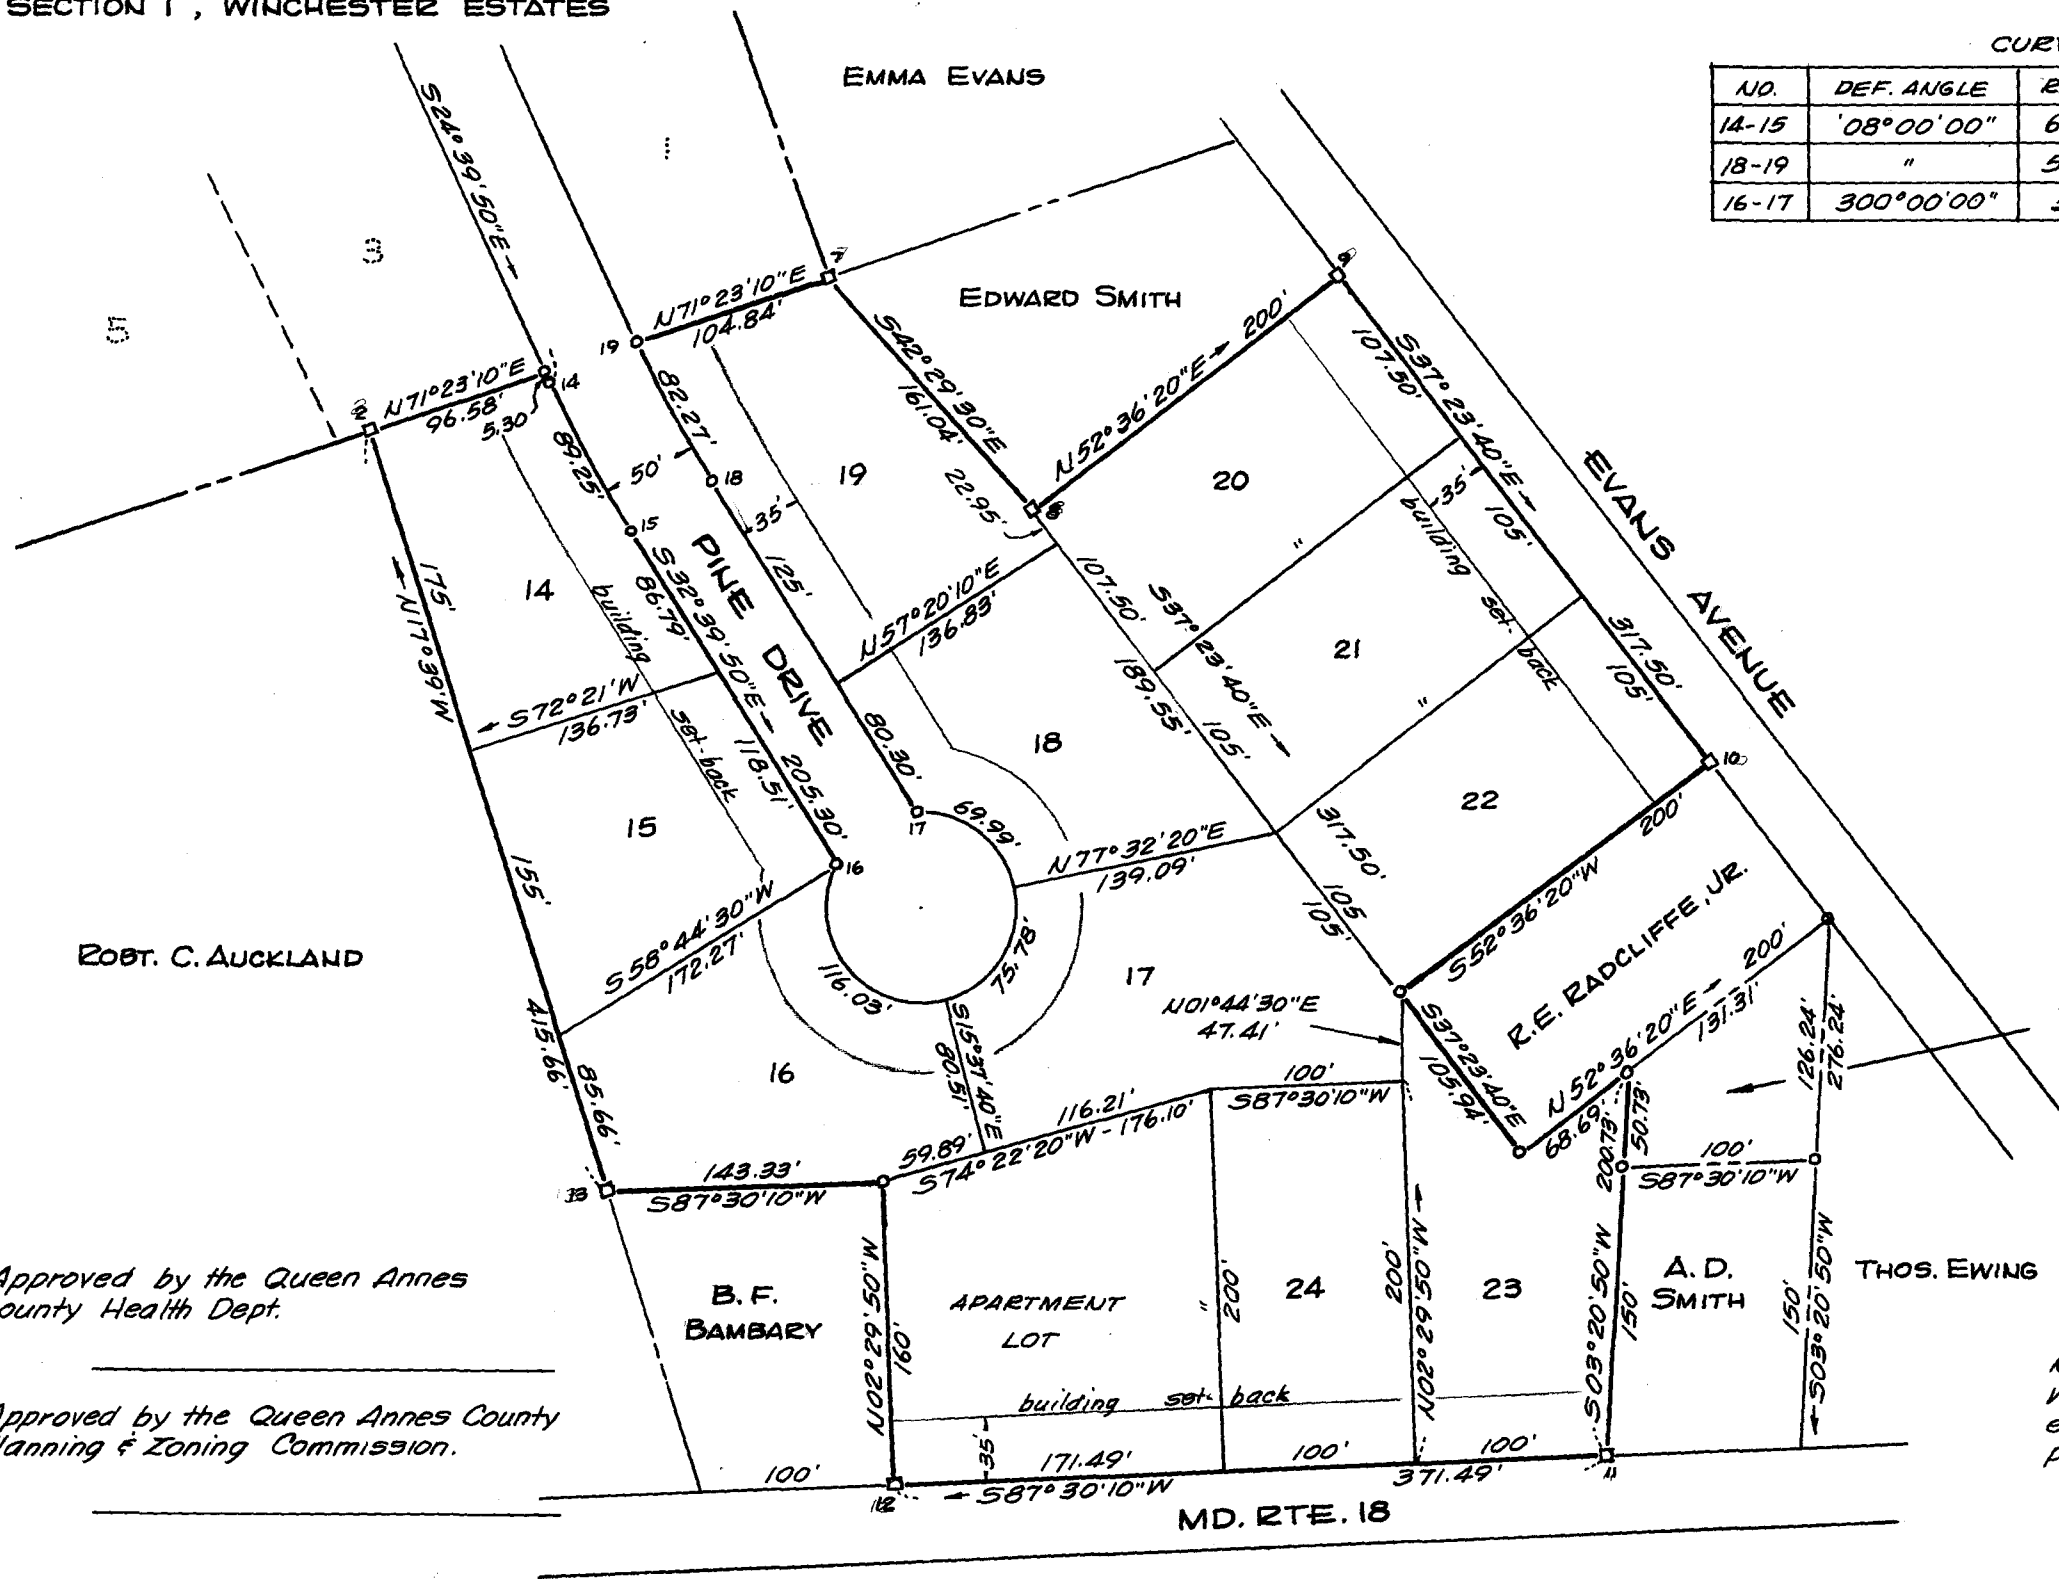 SECTION 1, WINCHESTER ESTATES
EMMA EVANS
NO. DEF. ANGLE
14-15 '08°00'00"
18-19 "
16-17 300°00'00"
S24°39'50"E
3
5
1
2
N71°23'10"E
96.58'
5.30
14
19
N71°23'10"E
104.84'
7
EDWARD SMITH
9
S42°29'30"E
161.04'
N52°36'20"E
200'
8
22.95'
S37°23'40"E
107.50'
105'
317.50'
105'
EVANS AVENUE
10
89.25'
50'
15
82.27'
18
35'
125'
PINE DRIVE
S32°39'50"E
86.79'
118.51'
205.30'
80.30'
16
17
69.99'
75.78'
116.03'
14
building
set-back
S72°21'W
136.73'
15
175'
N17°39'W
155'
415.66'
85.66'
S58°44'30"W
172.27'
16
19
N57°20'10"E
136.83'
18
N77°32'20"E
139.09'
17
20
"
21
"
22
building
set-
back
35'
107.50'
S37°23'40"E
189.55'
105'
317.50'
105
105'
S52°36'20"W
200'
R.E. RADCLIFFE, JR.
S37°23'40"E
105.94'
N52°36'20"E
200'
131.31'
68.69'
N01°44'30"E
47.41'
S15°37'40"E
80.51'
100'
S87°30'10"W
116.21'
59.89'
S74°22'20"W - 176.10'
143.33'
S87°30'10"W
13
ROBT. C. AUCKLAND
126.24'
276.24'
200.73'
50.73'
100'
S87°30'10"W
S03°20'50"W
150'
A.D.
SMITH
S03°20'50"W
150'
THOS. EWING
B.F.
BAMBARY
N02°29'50"W
160'
APARTMENT
LOT
"
200'
24
200'
N02°29'50"W
23
building set-back
35'
100'
12
171.49'
100'
100'
11
S87°30'10"W
371.49'
MD. RTE. 18
Approved by the Queen Annes
County Health Dept.
Approved by the Queen Annes County
Planning & Zoning Commission.